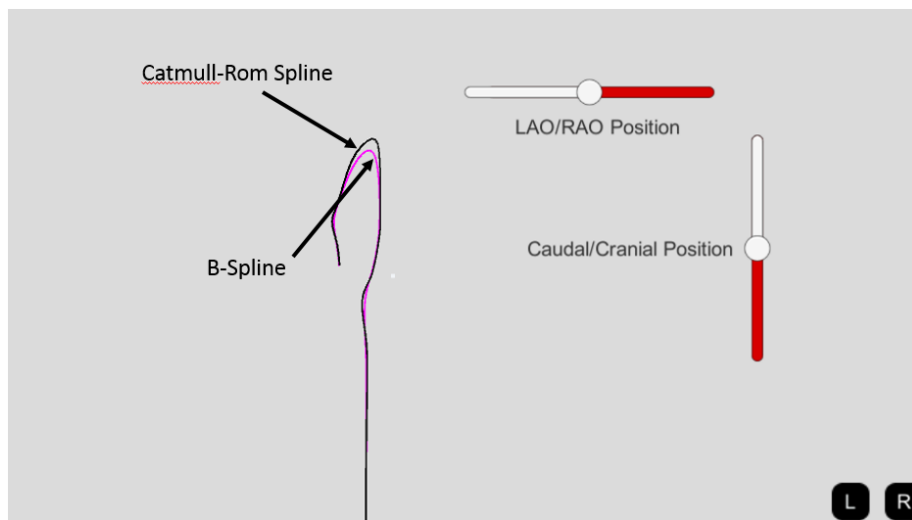 Catmull-Rom Spline
LAO/RAO Position
Caudal/Cranial Position
B-Spline
L
R